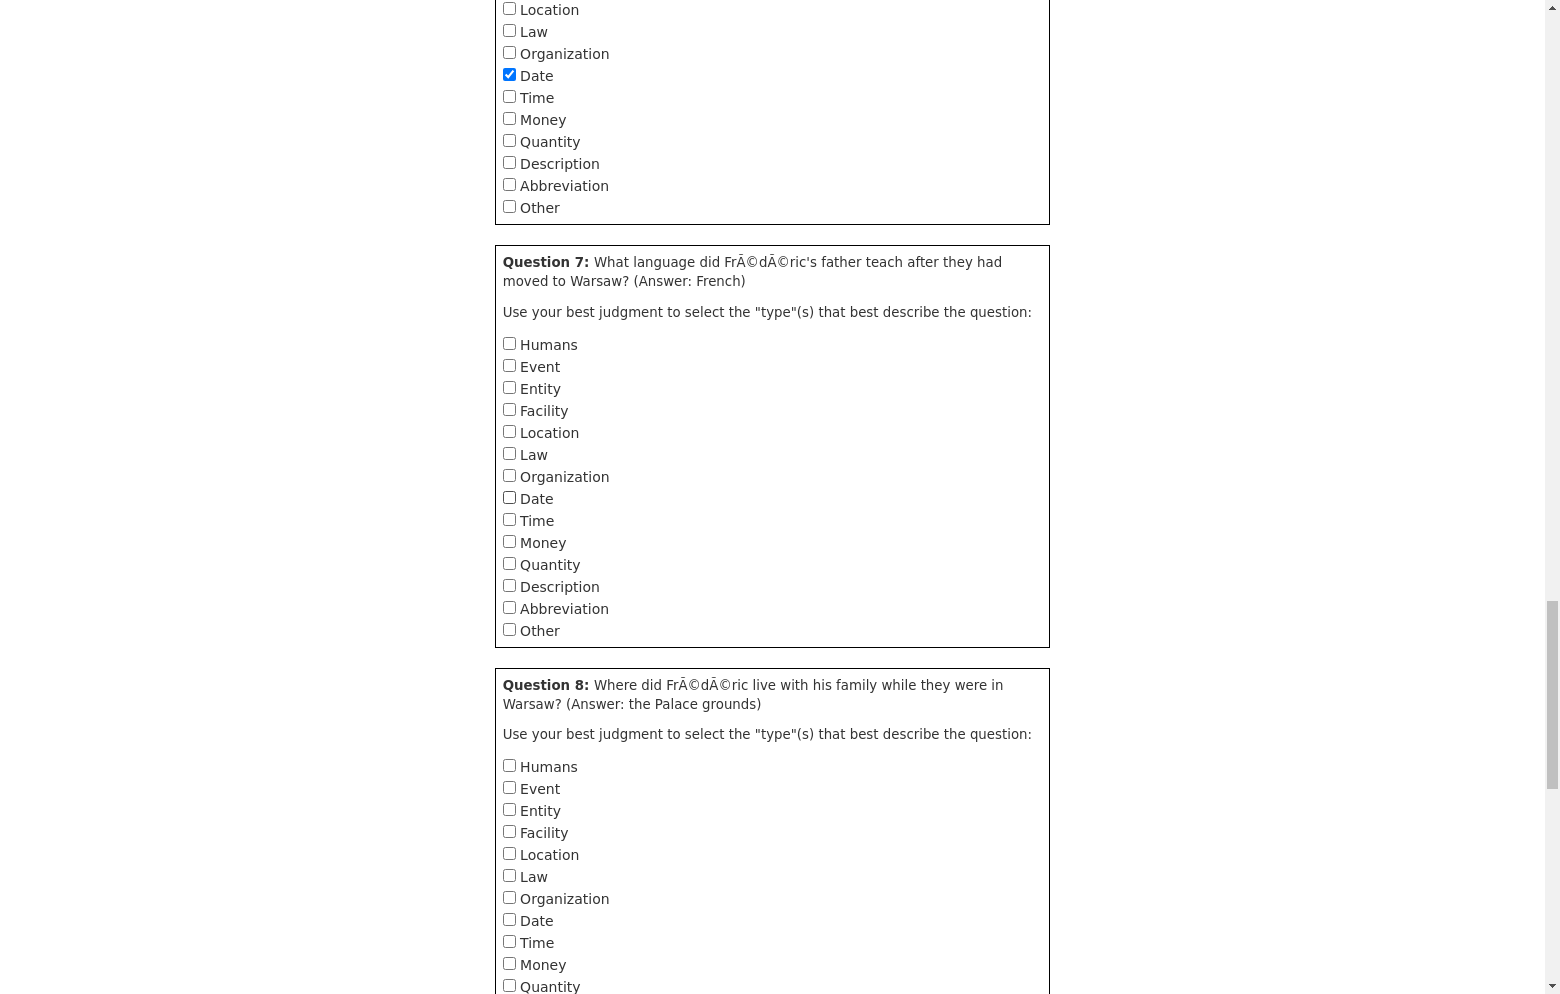 Location
Law
Organization
Date
Time
Money
Quantity
Description
Abbreviation
Other
Question 7: What language did FrÃ©dÃ©ric's father teach after they had
moved to Warsaw? (Answer: French)
Use your best judgment to select the "type"(s) that best describe the question:
Humans
Event
Entity
Facility
Location
Law
Organization
Date
Time
Money
Quantity
Description
Abbreviation
Other
Question 8: Where did FrÃ©dÃ©ric live with his family while they were in
Warsaw? (Answer: the Palace grounds)
Use your best judgment to select the "type"(s) that best describe the question:
Humans
Event
Entity
Facility
Location
Law
Organization
Date
Time
Money
Quantity